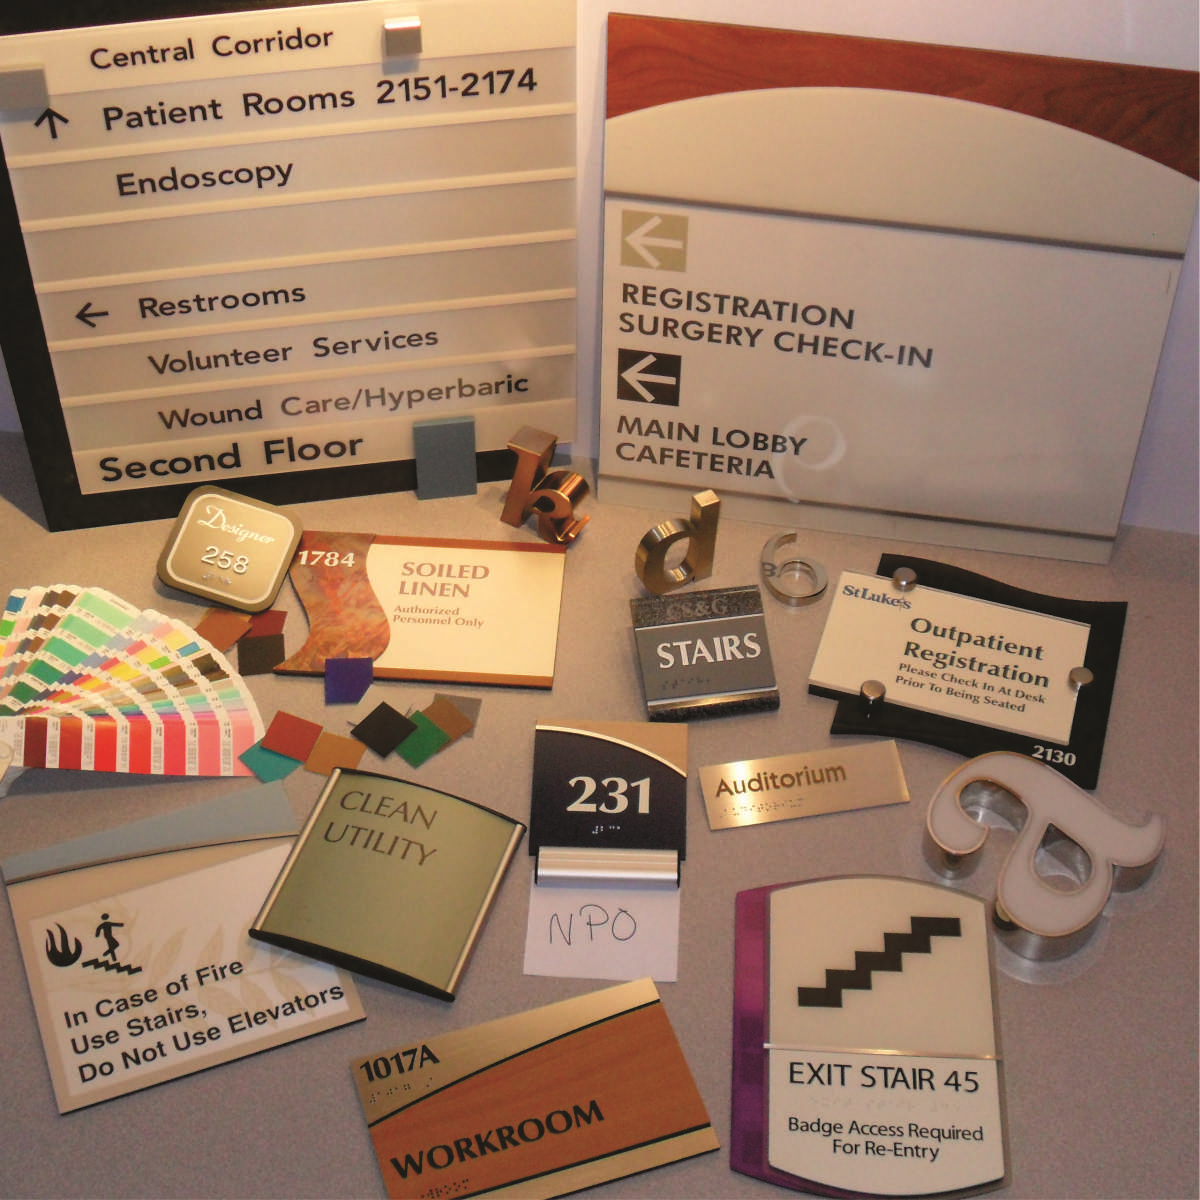 Central Corridor
↑ Patient Rooms 2151-2174
Endoscopy
← Restrooms
Volunteer Services
Wound Care/Hyperbaric
Second Floor
←
REGISTRATION
SURGERY CHECK-IN
←
MAIN LOBBY
CAFETERIA
h
d
6
Designer
258
1784
SOILED
LINEN
Authorized
Personnel Only
CS&G
STAIRS
StLuke's
Outpatient
Registration
Please Check In At Desk
Prior To Being Seated
2130
CLEAN
UTILITY
231
NPO
Auditorium
a
In Case of Fire
Use Stairs,
Do Not Use Elevators
1017A
WORKROOM
EXIT STAIR 45
Badge Access Required
For Re-Entry